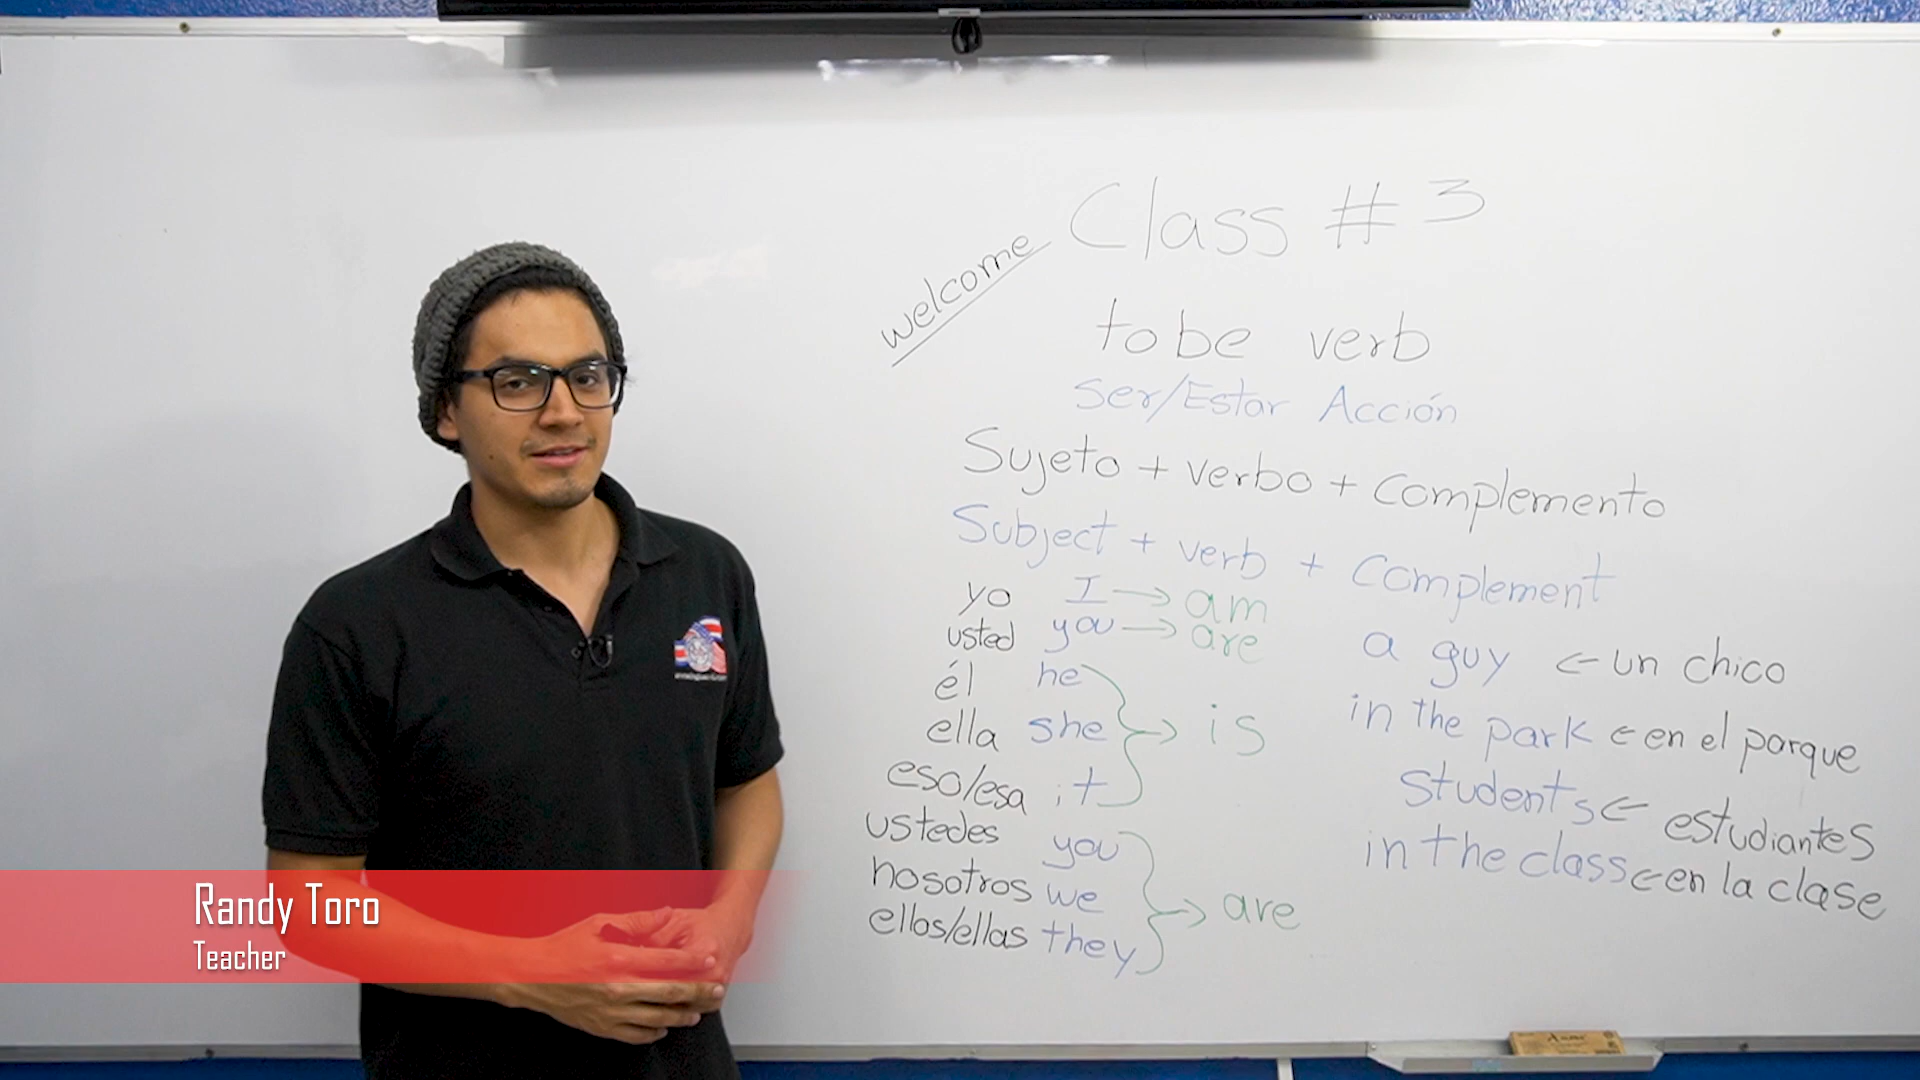 welcome
Class # 3
to be verb
ser/Estar Acción
Sujeto + verbo + complemento
Subject + verb + complement
yo I → am
usted you → are
él he
ella she → is
eso/esa it
ustedes you
nosotros we → are
ellos/ellas they
a guy ← un chico
in the park ← en el parque
students ← estudiantes
in the class ← en la clase
Randy Toro
Teacher